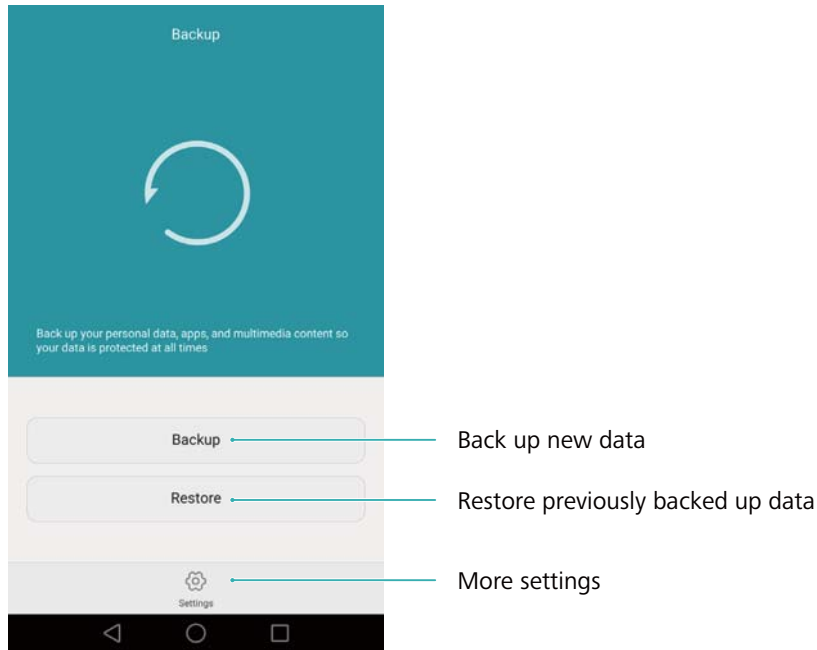 Backup
Back up your personal data, apps, and multimedia content so
your data is protected at all times
Backup
Back up new data
Restore
Restore previously backed up data
More settings
Settings